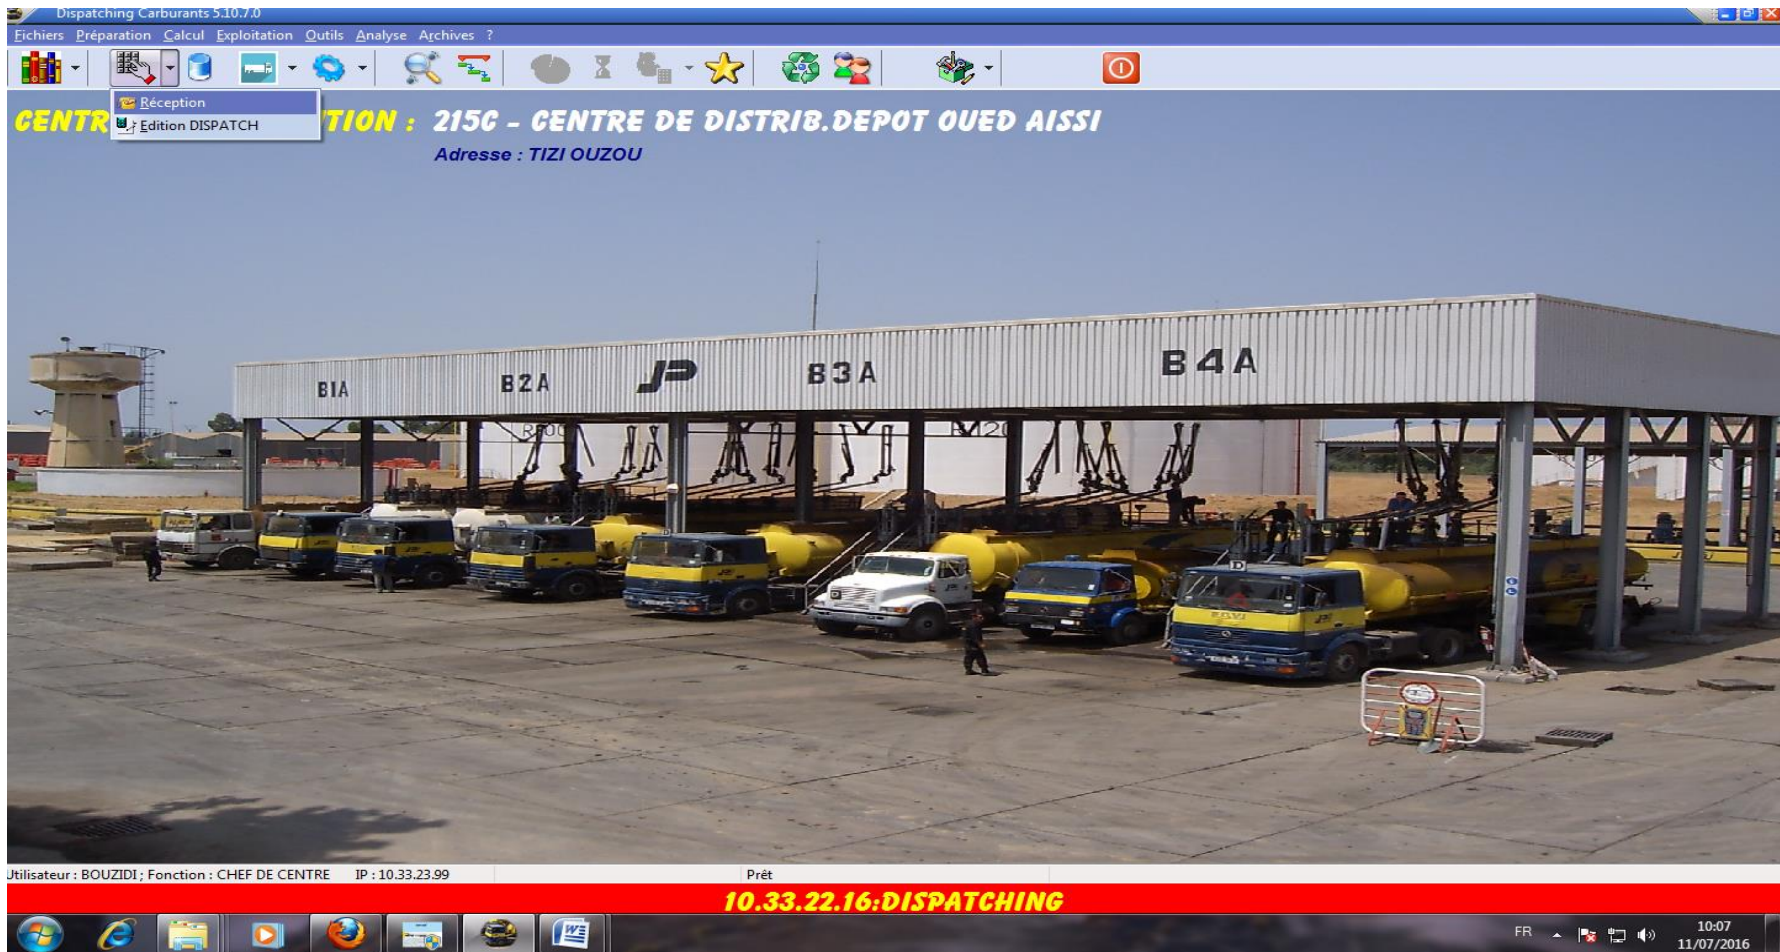 Dispatching Carburants 5.10.7.0
Fichiers Préparation Calcul Exploitation Outils Analyse Archives ?
Réception
Edition DISPATCH
CENTR TION : 215C - CENTRE DE DISTRIB.DEPOT OUED AISSI
Adresse : TIZI OUZOU
B1A B2A B3A B4A
D
D
Utilisateur : BOUZIDI ; Fonction : CHEF DE CENTRE IP : 10.33.23.99 Prêt
10.33.22.16:DISPATCHING
FR
10:07
11/07/2016